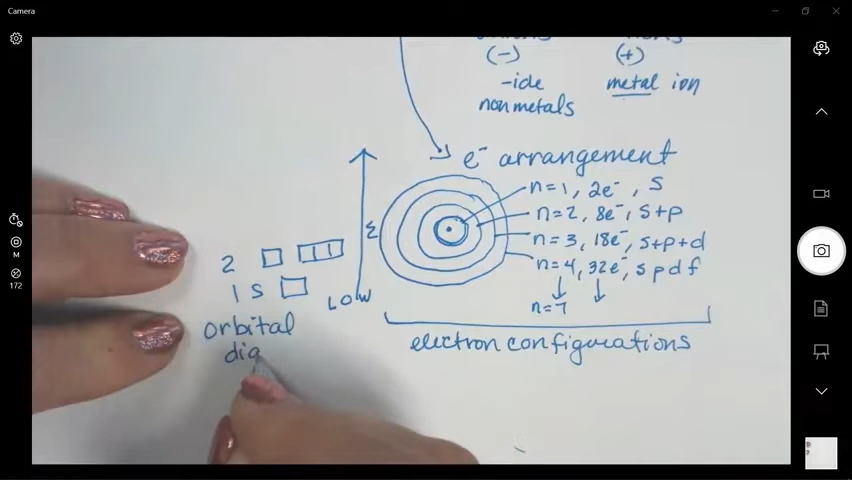 Camera
(-)
(+)
-ide
metal ion
nonmetals
e⁻ arrangement
n=1, 2e⁻, s
n=2, 8e⁻, s+p
n=3, 18e⁻, s+p+d
n=4, 32e⁻, s p d f
n=7
E
LOW
2
1 s
orbital
dia
electron configurations
M
172